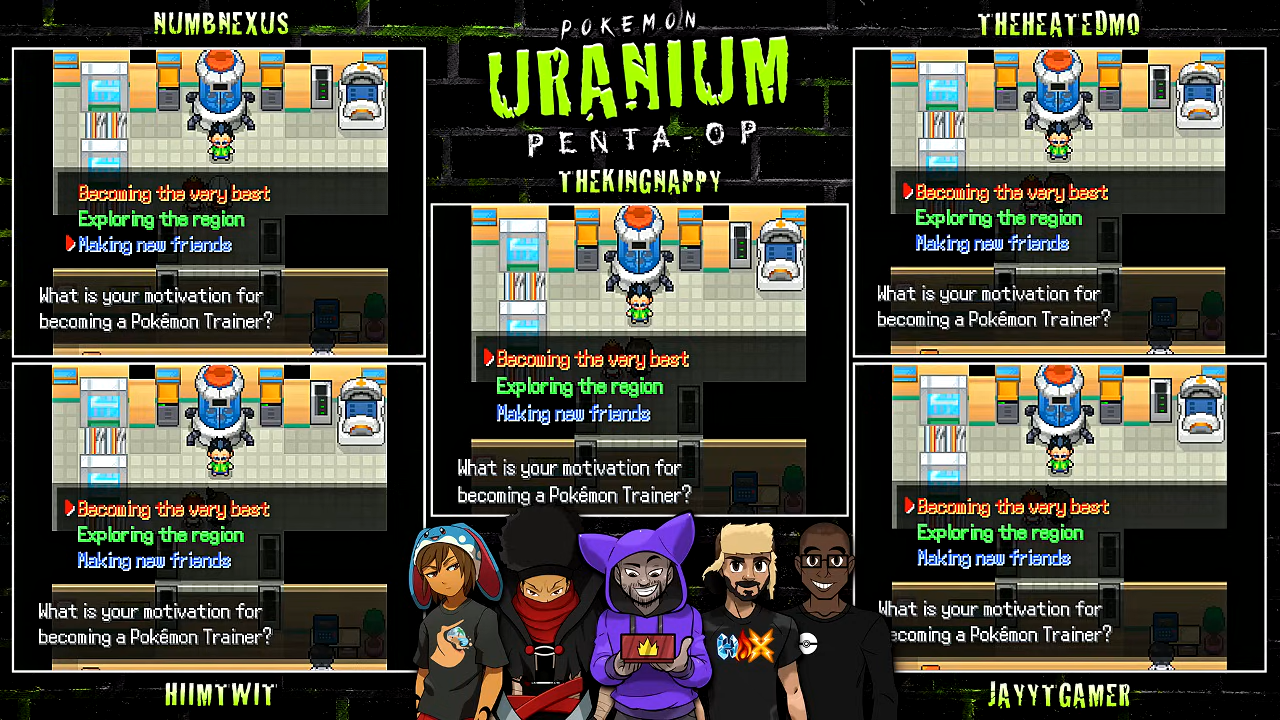 NUMBNEXUS
POKEMON
URANIUM
PENTA-OP
THEHEATEDMO
Becoming the very best
Exploring the region
Making new friends
What is your motivation for
becoming a Pokémon Trainer?
THEKINGNAPPY
Becoming the very best
Exploring the region
Making new friends
What is your motivation for
becoming a Pokémon Trainer?
Becoming the very best
Exploring the region
Making new friends
What is your motivation for
becoming a Pokémon Trainer?
Becoming the very best
Exploring the region
Making new friends
What is your motivation for
becoming a Pokémon Trainer?
Becoming the very best
Exploring the region
Making new friends
What is your motivation for
becoming a Pokémon Trainer?
HIIMTWIT
JAYYTGAMER